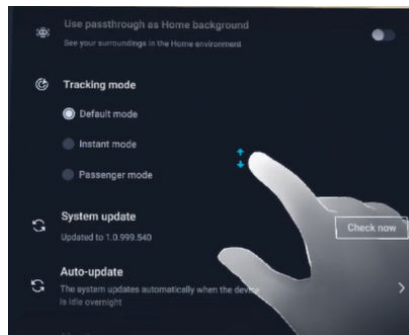 Use passthrough as Home background
See your surroundings in the Home environment
Tracking mode
Default mode
Instant mode
Passenger mode
System update
Updated to 1.0.999.540
Check now
Auto-update
The system updates automatically when the device
is idle overnight